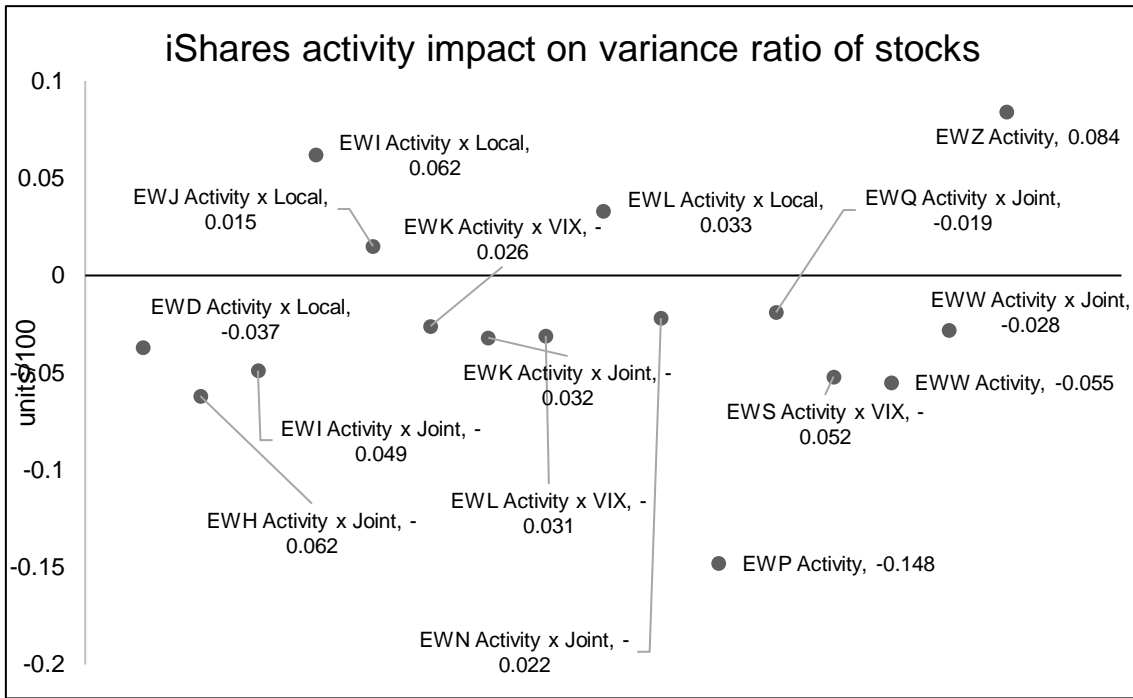 iShares activity impact on variance ratio of stocks
0.1
0.05
0
-0.05
-0.1
-0.15
-0.2
units/100
EWI Activity x Local,
0.062
EWJ Activity x Local,
0.015
EWK Activity x VIX, -
0.026
EWL Activity x Local,
0.033
EWQ Activity x Joint,
-0.019
EWZ Activity, 0.084
EWD Activity x Local,
-0.037
EWW Activity x Joint,
-0.028
EWK Activity x Joint, -
0.032
EWW Activity, -0.055
EWS Activity x VIX, -
0.052
EWI Activity x Joint, -
0.049
EWH Activity x Joint, -
0.062
EWL Activity x VIX, -
0.031
EWP Activity, -0.148
EWN Activity x Joint, -
0.022